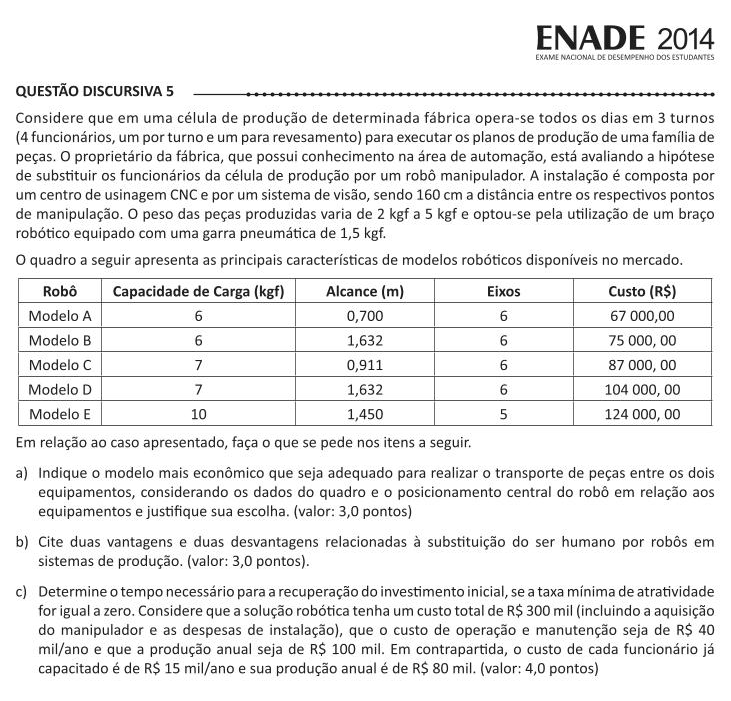 ENADE 2014
EXAME NACIONAL DE DESEMPENHO DOS ESTUDANTES
QUESTÃO DISCURSIVA 5
Considere que em uma célula de produção de determinada fábrica opera-se todos os dias em 3 turnos
(4 funcionários, um por turno e um para revesamento) para executar os planos de produção de uma família de
peças. O proprietário da fábrica, que possui conhecimento na área de automação, está avaliando a hipótese
de substituir os funcionários da célula de produção por um robô manipulador. A instalação é composta por
um centro de usinagem CNC e por um sistema de visão, sendo 160 cm a distância entre os respectivos pontos
de manipulação. O peso das peças produzidas varia de 2 kgf a 5 kgf e optou-se pela utilização de um braço
robótico equipado com uma garra pneumática de 1,5 kgf.
O quadro a seguir apresenta as principais características de modelos robóticos disponíveis no mercado.
Robô Capacidade de Carga (kgf) Alcance (m) Eixos Custo (R$)
Modelo A 6 0,700 6 67 000,00
Modelo B 6 1,632 6 75 000, 00
Modelo C 7 0,911 6 87 000, 00
Modelo D 7 1,632 6 104 000, 00
Modelo E 10 1,450 5 124 000, 00
Em relação ao caso apresentado, faça o que se pede nos itens a seguir.
a) Indique o modelo mais econômico que seja adequado para realizar o transporte de peças entre os dois
equipamentos, considerando os dados do quadro e o posicionamento central do robô em relação aos
equipamentos e justifique sua escolha. (valor: 3,0 pontos)
b) Cite duas vantagens e duas desvantagens relacionadas à substituição do ser humano por robôs em
sistemas de produção. (valor: 3,0 pontos).
c) Determine o tempo necessário para a recuperação do investimento inicial, se a taxa mínima de atratividade
for igual a zero. Considere que a solução robótica tenha um custo total de R$ 300 mil (incluindo a aquisição
do manipulador e as despesas de instalação), que o custo de operação e manutenção seja de R$ 40
mil/ano e que a produção anual seja de R$ 100 mil. Em contrapartida, o custo de cada funcionário já
capacitado é de R$ 15 mil/ano e sua produção anual é de R$ 80 mil. (valor: 4,0 pontos)